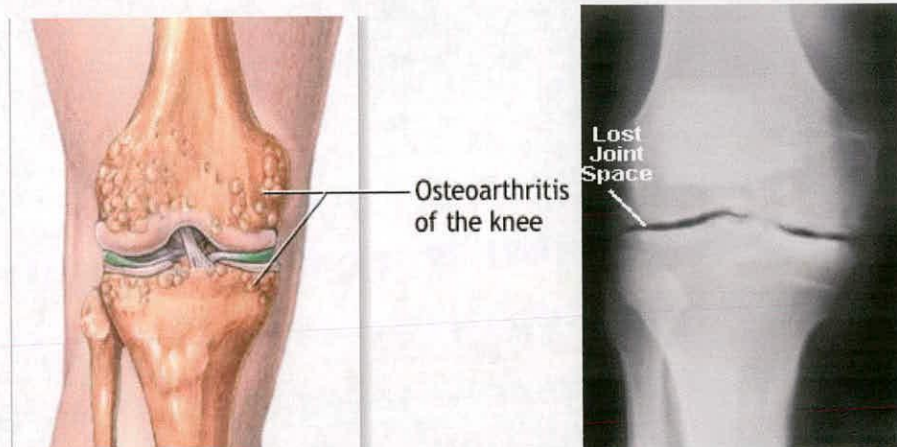 Osteoarthritis
of the knee
Lost
Joint
Space